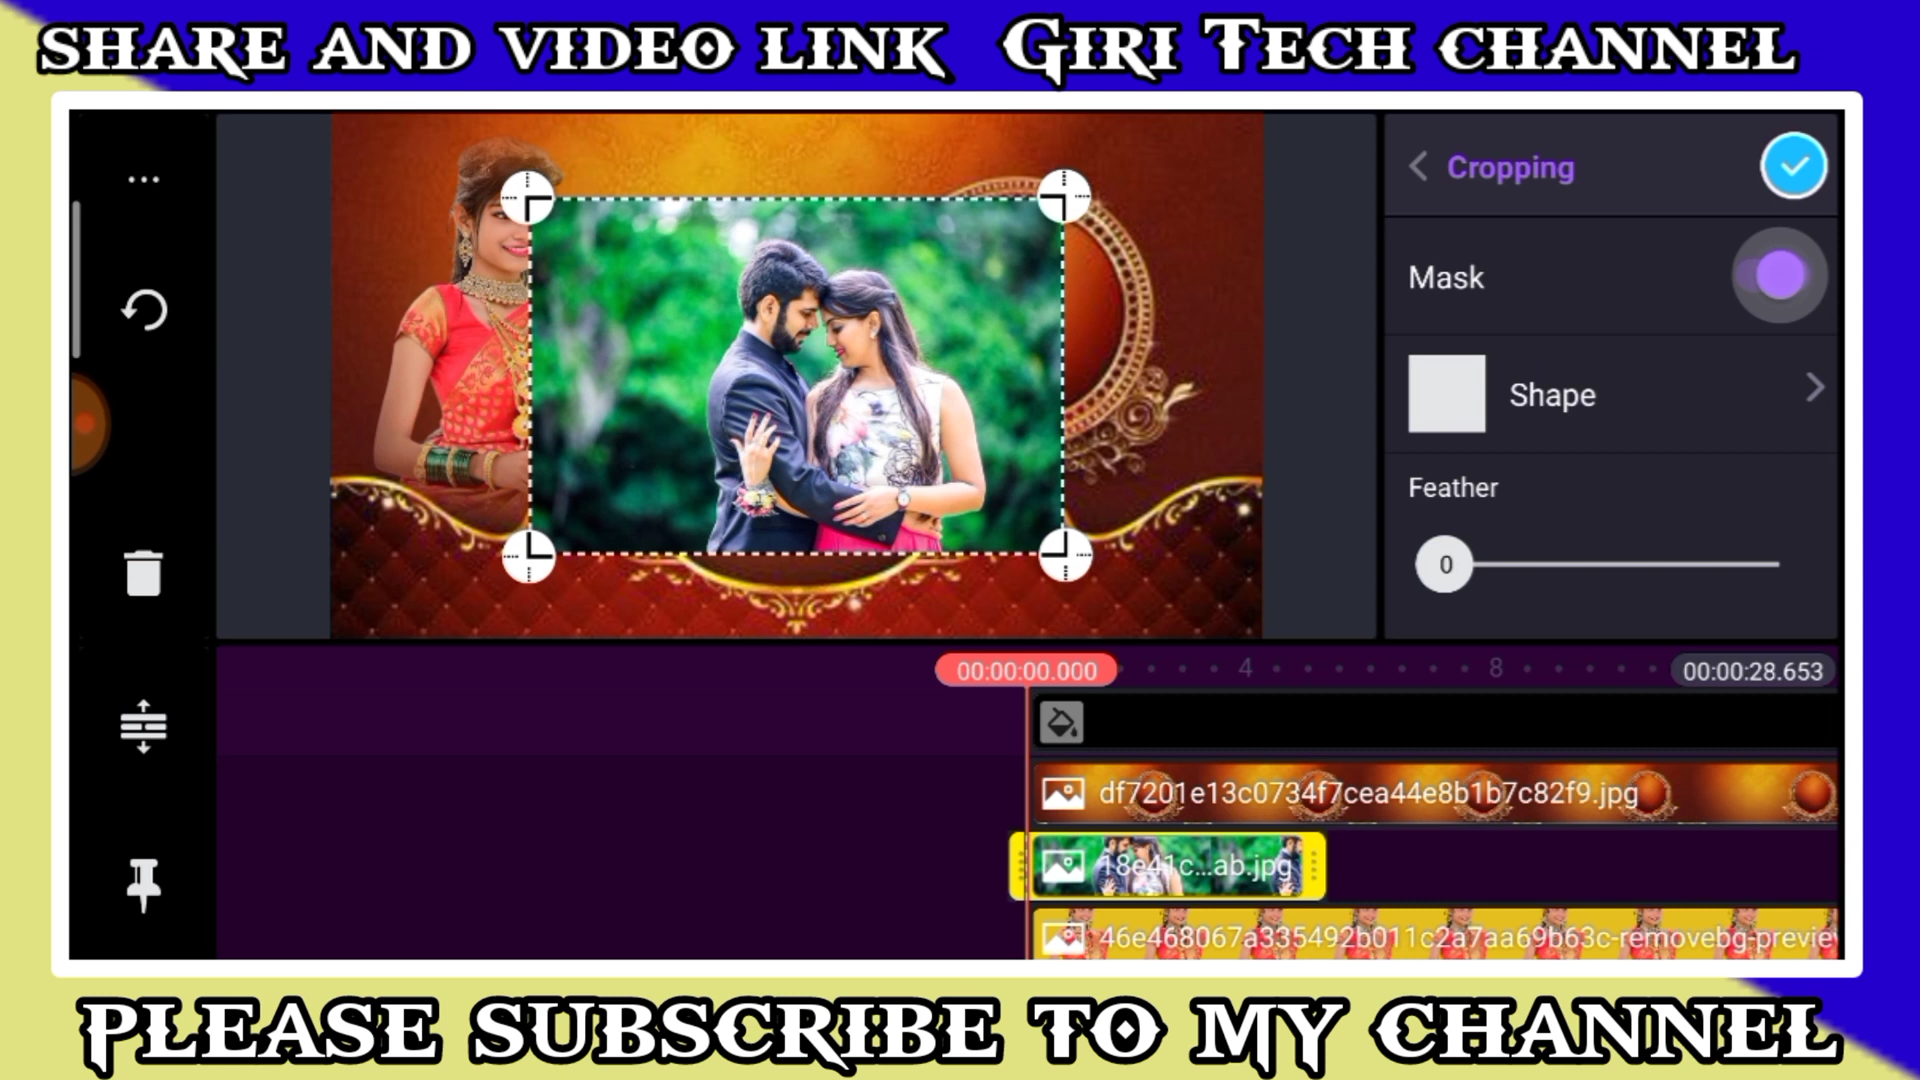 SHARE AND VIDEO LINK GIRI TECH CHANNEL
Cropping
Mask
Shape
Feather
0
00:00:00.000
4
8
00:00:28.653
df7201e13c0734f7cea44e8b1b7c82f9.jpg
18e41c...ab.jpg
46e468067a335492b011c2a7aa69b63c-removebg-preview
PLEASE SUBSCRIBE TO MY CHANNEL